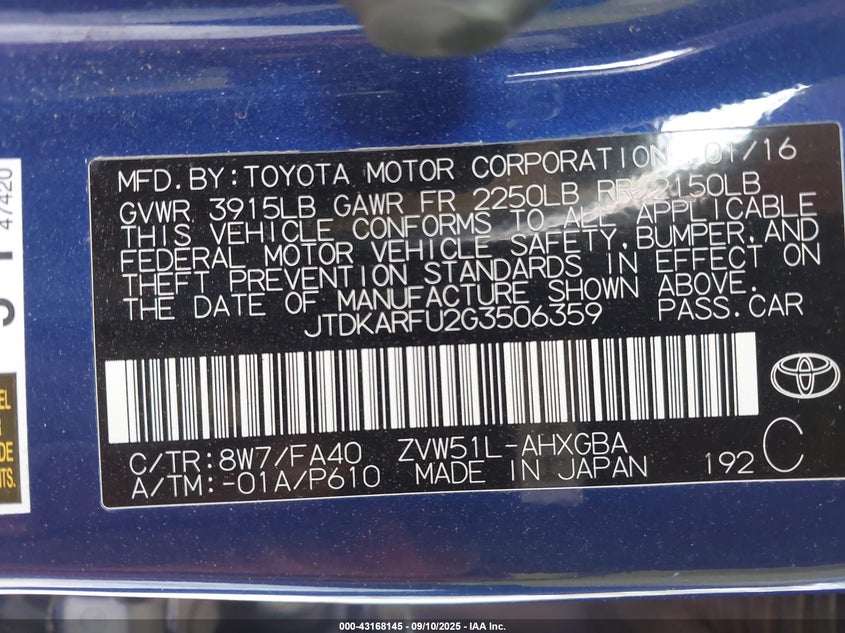 MFD. BY: TOYOTA MOTOR CORPORATION 01/16
GVWR 3915LB GAWR FR 2250LB RR 2150LB
THIS VEHICLE CONFORMS TO ALL APPLICABLE
FEDERAL MOTOR VEHICLE SAFETY, BUMPER, AND
THEFT PREVENTION STANDARDS IN EFFECT ON
THE DATE OF MANUFACTURE SHOWN ABOVE.
JTDKARFU2G3506359 PASS. CAR
C/TR: 8W7/FA40 ZVW51L-AHXGBA
A/TM: -01A/P610 MADE IN JAPAN 192 C
47420
000-43168145 - 09/10/2025 - IAA Inc.